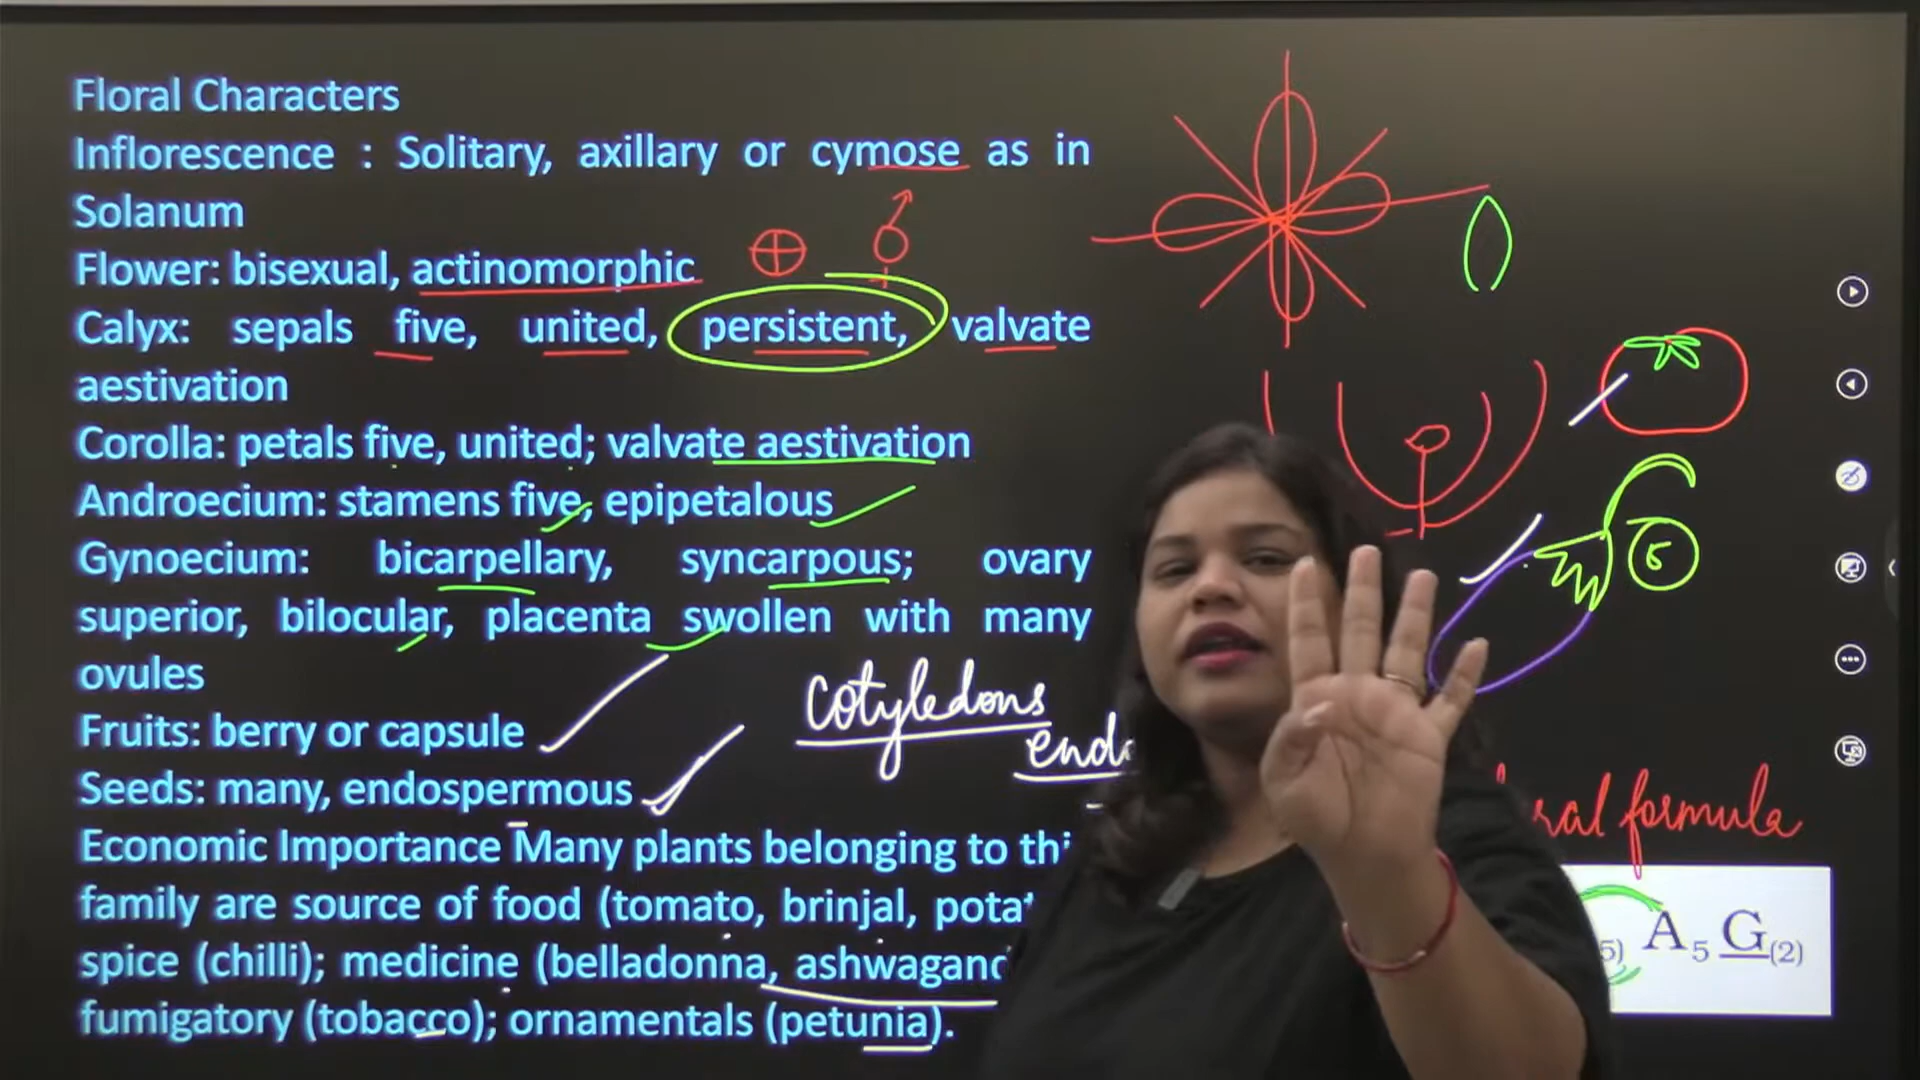 Floral Characters
Inflorescence : Solitary, axillary or cymose as in
Solanum
Flower: bisexual, actinomorphic
Calyx: sepals five, united, persistent, valvate
aestivation
Corolla: petals five, united; valvate aestivation
Androecium: stamens five, epipetalous
Gynoecium: bicarpellary, syncarpous; ovary
superior, bilocular, placenta swollen with many
ovules
Fruits: berry or capsule
Seeds: many, endospermous
Economic Importance Many plants belonging to
family are source of food (tomato, brinjal,
spice (chilli); medicine (belladonna,
fumigatory (tobacco); ornamentals (petunia).
cotyledons
5
formula
5) A5 G(2)